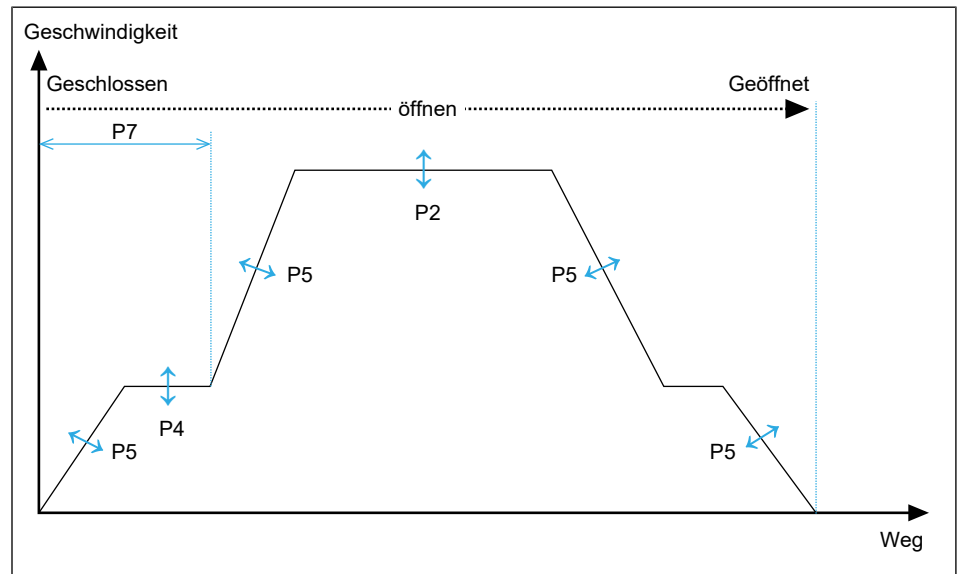 Geschwindigkeit
Geschlossen
Geöffnet
öffnen
P7
P2
P5
P5
P4
P5
P5
Weg